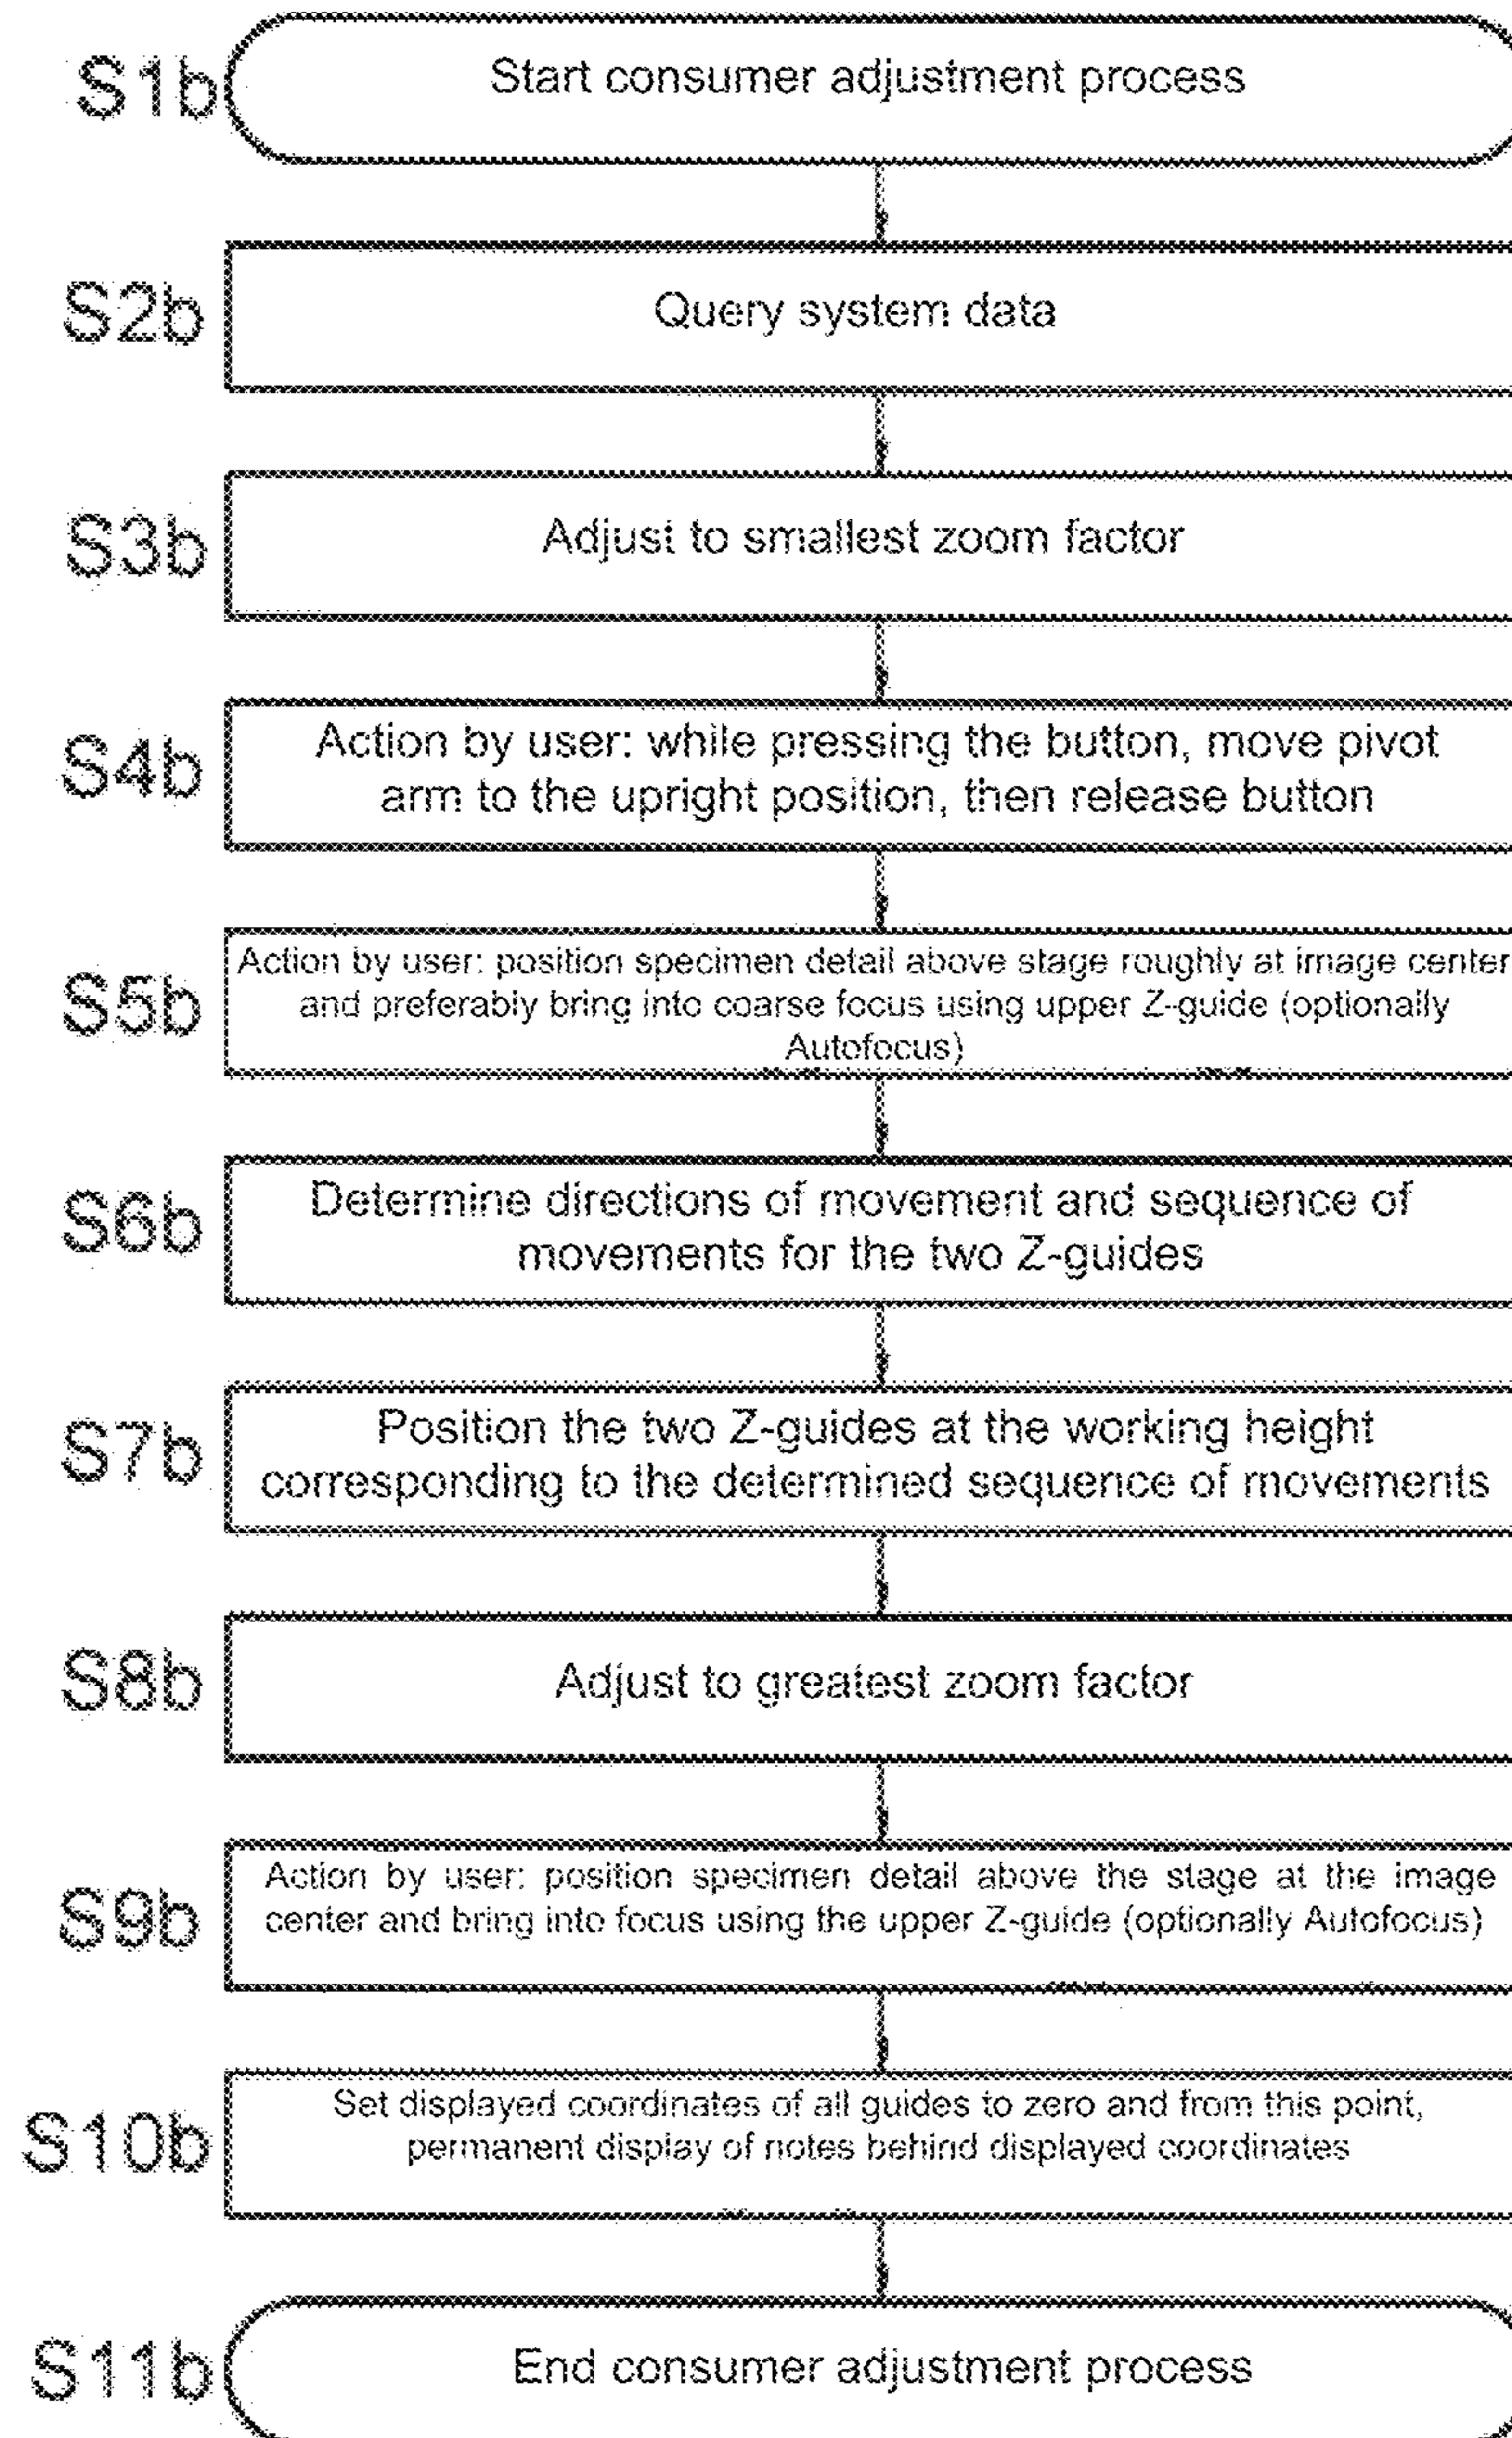 S1b
Start consumer adjustment process
S2b
Query system data
S3b
Adjust to smallest zoom factor
S4b
Action by user: while pressing the button, move pivot
arm to the upright position, then release button
S5b
Action by user: position specimen detail above stage roughly at image center
and preferably bring into coarse focus using upper Z-guide (optionally
Autofocus)
S6b
Determine directions of movement and sequence of
movements for the two Z-guides
S7b
Position the two Z-guides at the working height
corresponding to the determined sequence of movements
S8b
Adjust to greatest zoom factor
S9b
Action by user: position specimen detail above the stage at the image
center and bring into focus using the upper Z-guide (optionally Autofocus)
S10b
Set displayed coordinates of all guides to zero and from this point,
permanent display of notes behind displayed coordinates
S11b
End consumer adjustment process